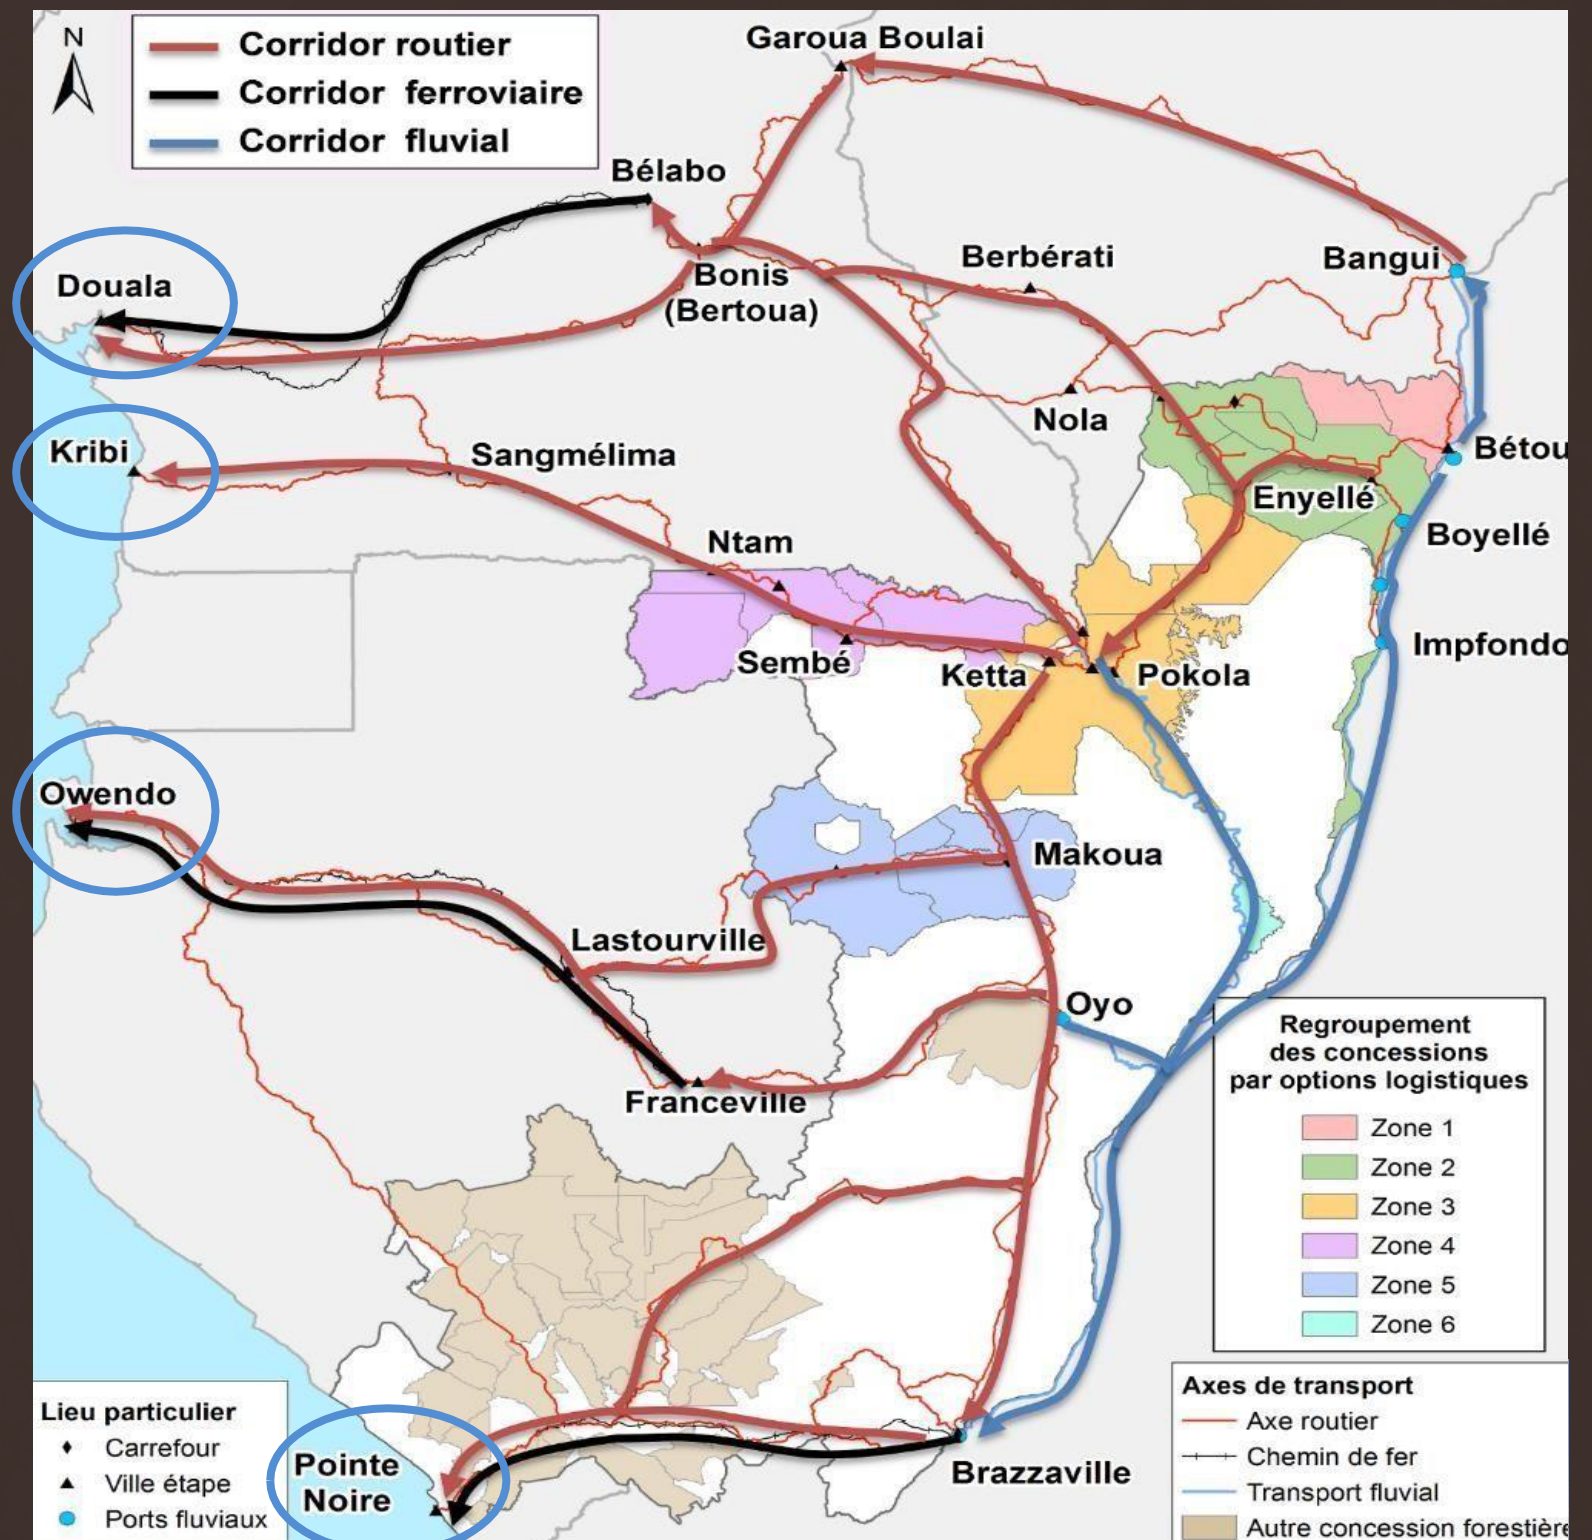 N
Corridor routier
Corridor ferroviaire
Corridor fluvial
Garoua Boulai
Bélabo
Douala
Bonis
(Bertoua)
Berbérati
Bangui
Kribi
Sangmélima
Nola
Bétou
Enyellé
Boyellé
Ntam
Sembé
Ketta
Pokola
Impfondo
Owendo
Makoua
Lastourville
Oyo
Franceville
Regroupement
des concessions
par options logistiques
Zone 1
Zone 2
Zone 3
Zone 4
Zone 5
Zone 6
Lieu particulier
Carrefour
Ville étape
Ports fluviaux
Pointe
Noire
Brazzaville
Axes de transport
Axe routier
Chemin de fer
Transport fluvial
Autre concession forestière